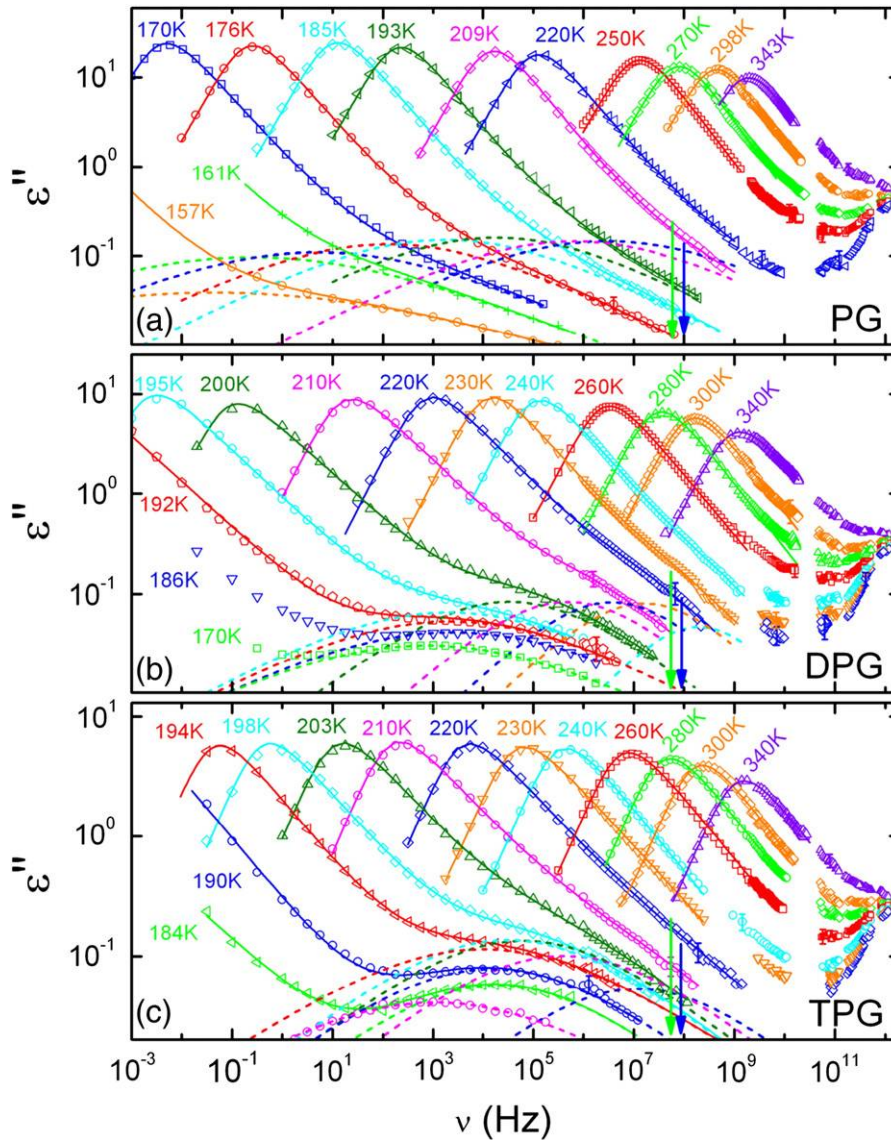 170K 176K 185K 193K 209K 220K 250K 270K 298K 343K
10¹
10⁰
10⁻¹
ε"
161K
157K
(a) PG
195K 200K 210K 220K 230K 240K 260K 280K 300K 340K
10¹
10⁰
10⁻¹
ε"
192K
186K
170K
(b) DPG
194K 198K 203K 210K 220K 230K 240K 260K 280K 300K 340K
10¹
10⁰
10⁻¹
ε"
190K
184K
(c) TPG
10⁻³ 10⁻¹ 10¹ 10³ 10⁵ 10⁷ 10⁹ 10¹¹
ν (Hz)